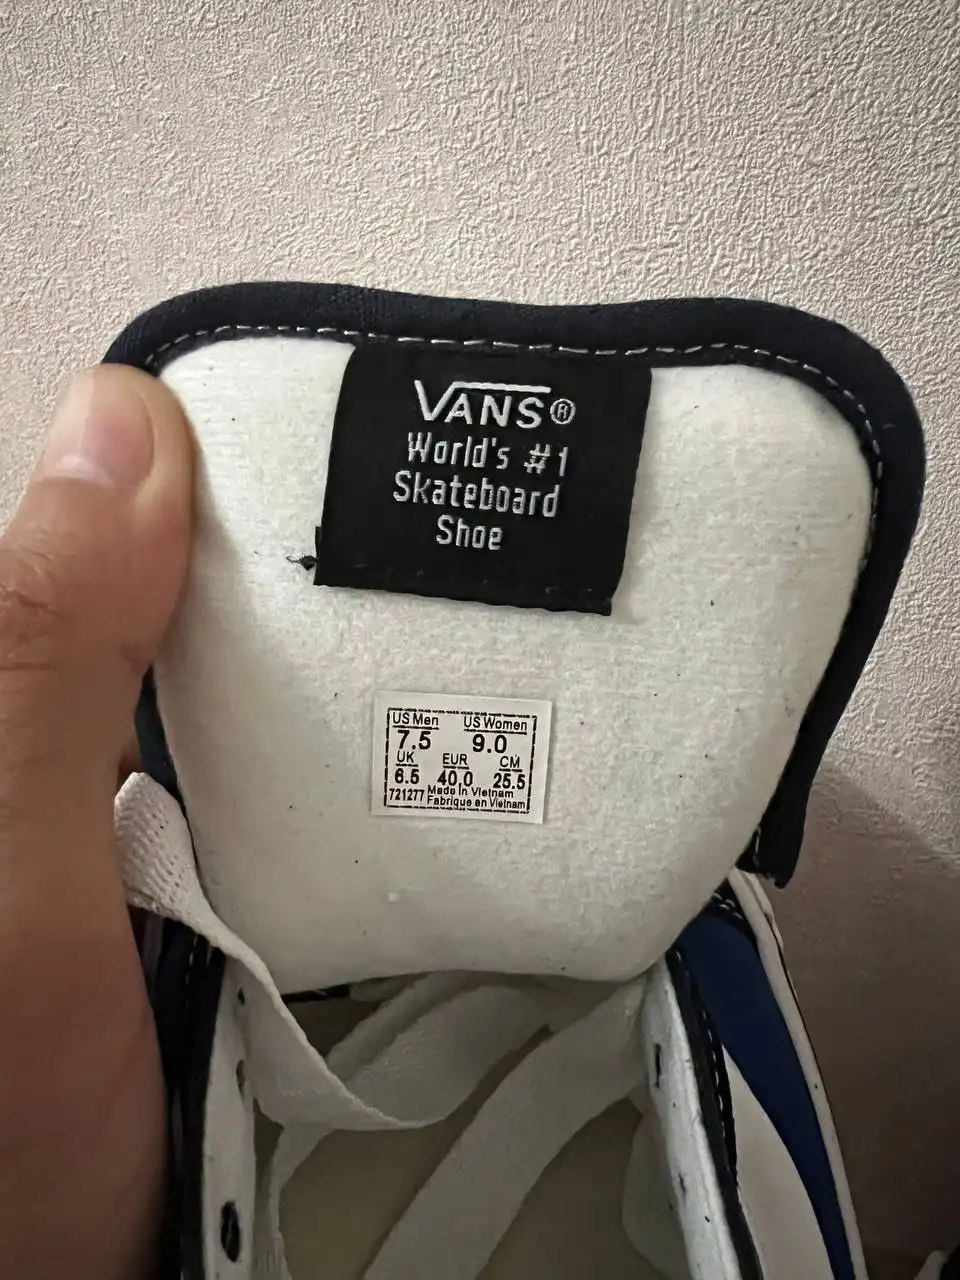 VANS®
World's #1
Skateboard
Shoe
US Men US Women
7.5 9.0
UK EUR CM
6.5 40.0 25.5
721277 Made in Vietnam
Fabrique en Vietnam